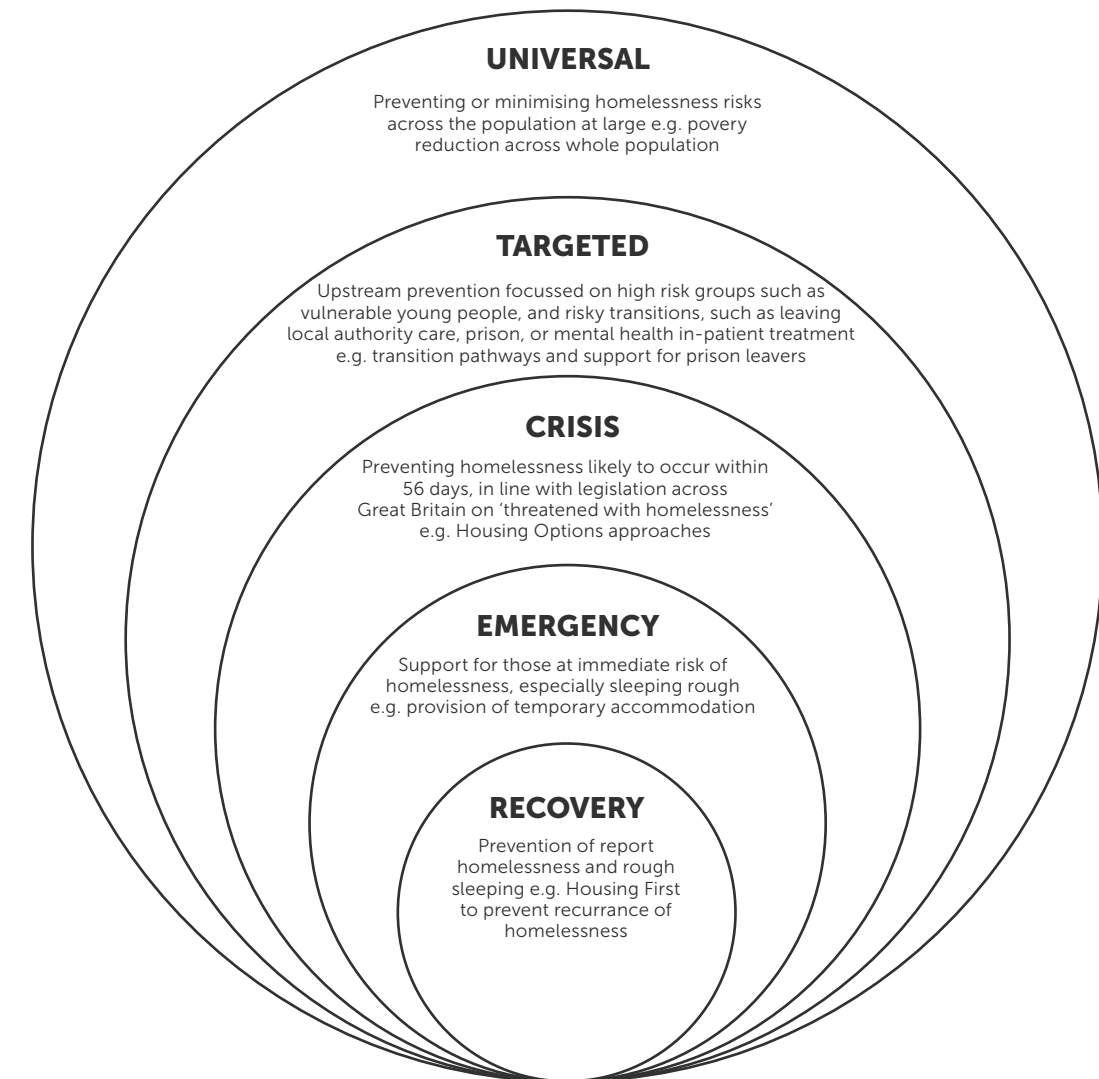 UNIVERSAL
Preventing or minimising homelessness risks
across the population at large e.g. povery
reduction across whole population
TARGETED
Upstream prevention focussed on high risk groups such as
vulnerable young people, and risky transitions, such as leaving
local authority care, prison, or mental health in-patient treatment
e.g. transition pathways and support for prison leavers
CRISIS
Preventing homelessness likely to occur within
56 days, in line with legislation across
Great Britain on ‘threatened with homelessness’
e.g. Housing Options approaches
EMERGENCY
Support for those at immediate risk of
homelessness, especially sleeping rough
e.g. provision of temporary accommodation
RECOVERY
Prevention of report
homelessness and rough
sleeping e.g. Housing First
to prevent recurrance of
homelessness